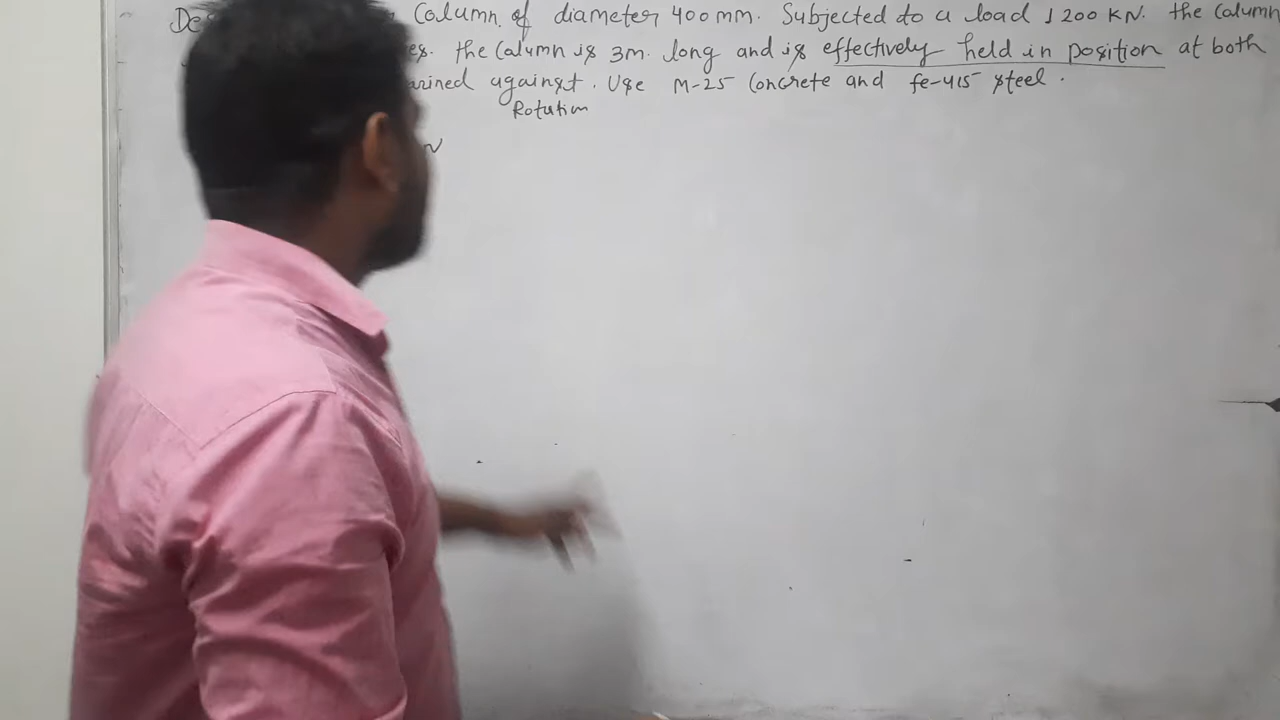 De Column of diameter 400mm. Subjected to a load 1200 KN. the Column
es. the Column is 3m. long and is effectively held in position at both
ained against. Use M-25 Concrete and fe-415 steel.
Rotation
N